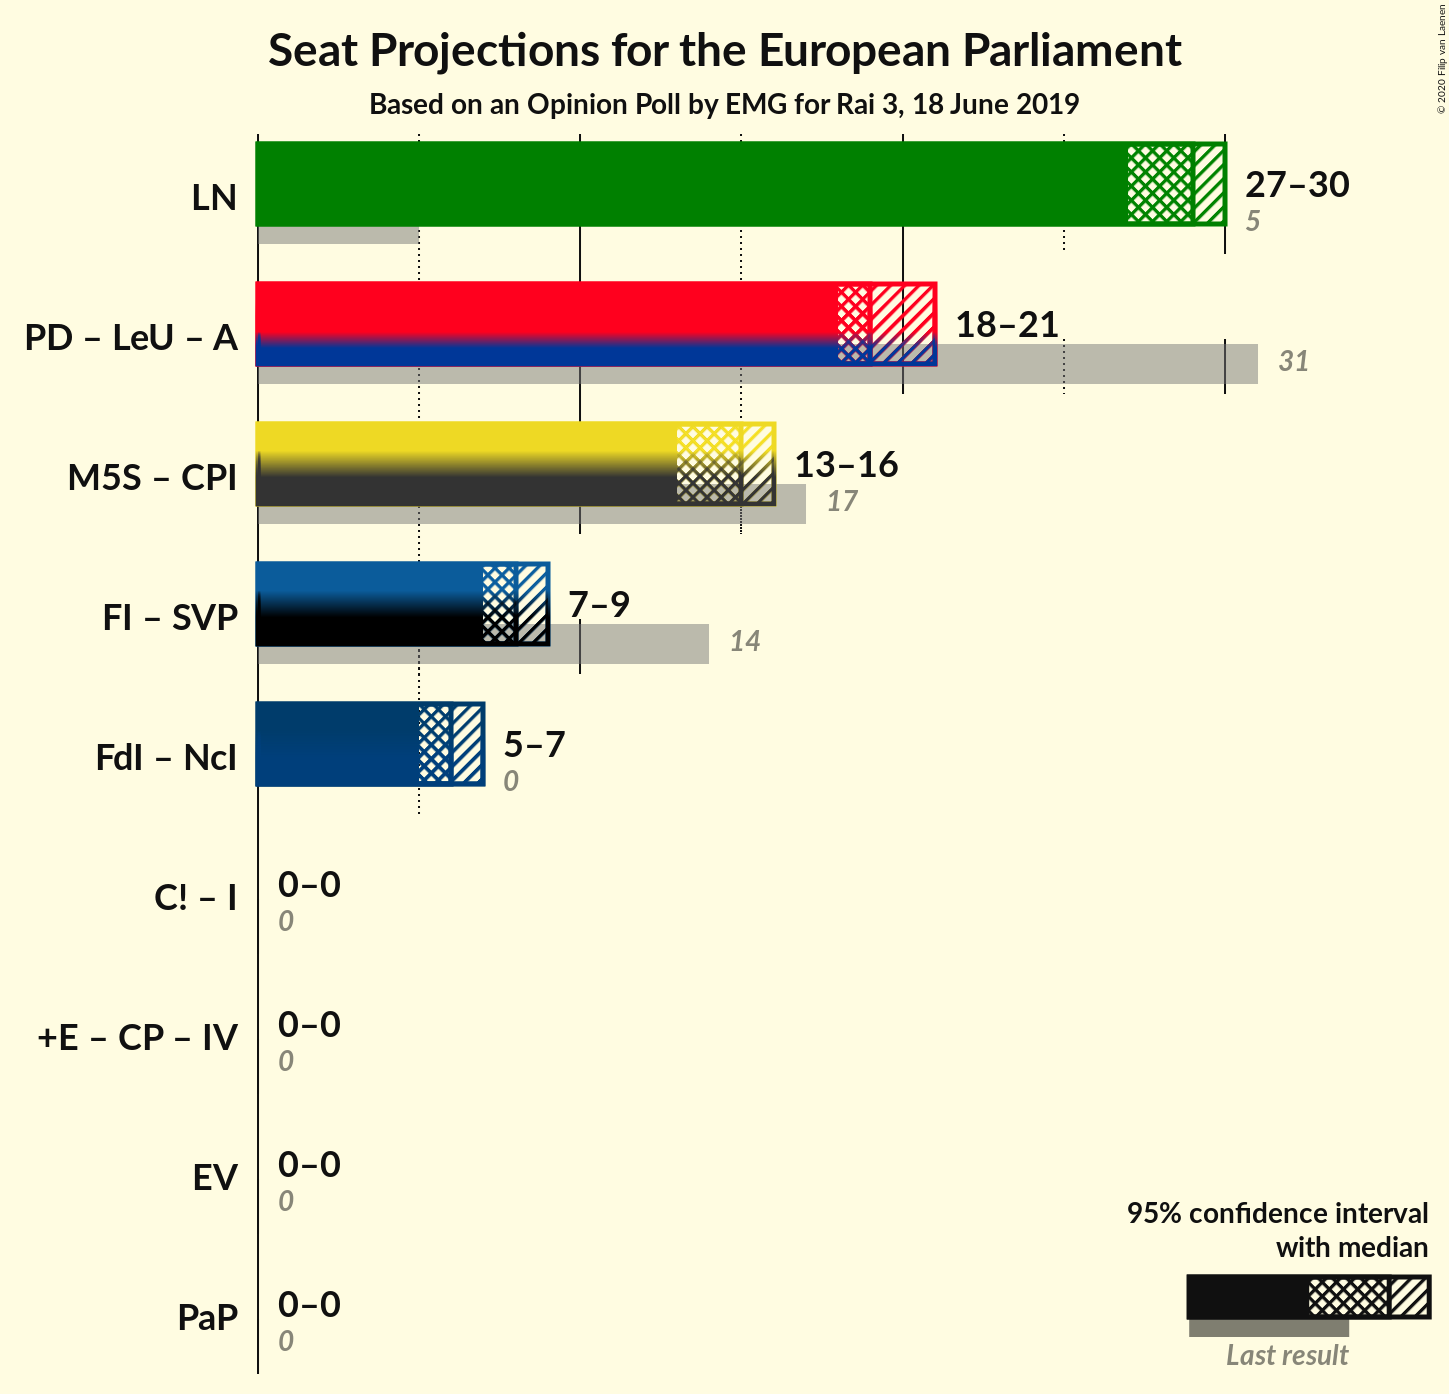 Seat Projections for the European Parliament
Based on an Opinion Poll by EMG for Rai 3, 18 June 2019
© 2020 Filip van Laenen
LN
27–30
5
PD – LeU – A
18–21
31
M5S – CPI
13–16
17
FI – SVP
7–9
14
FdI – NcI
5–7
0
C! – I
0–0
0
+E – CP – IV
0–0
0
EV
0–0
0
PaP
0–0
0
95% confidence interval
with median
Last result